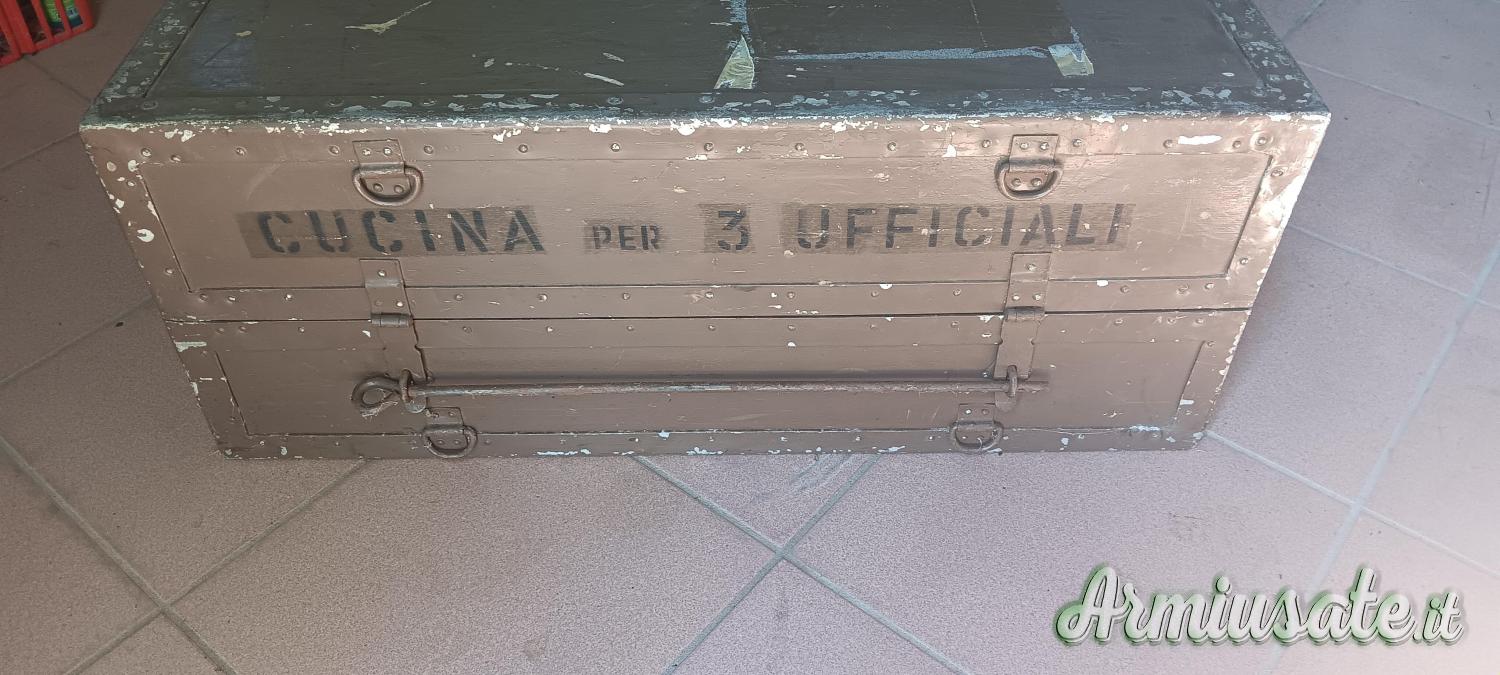 CUCINA PER 3 UFFICIALI
Armiusate.it